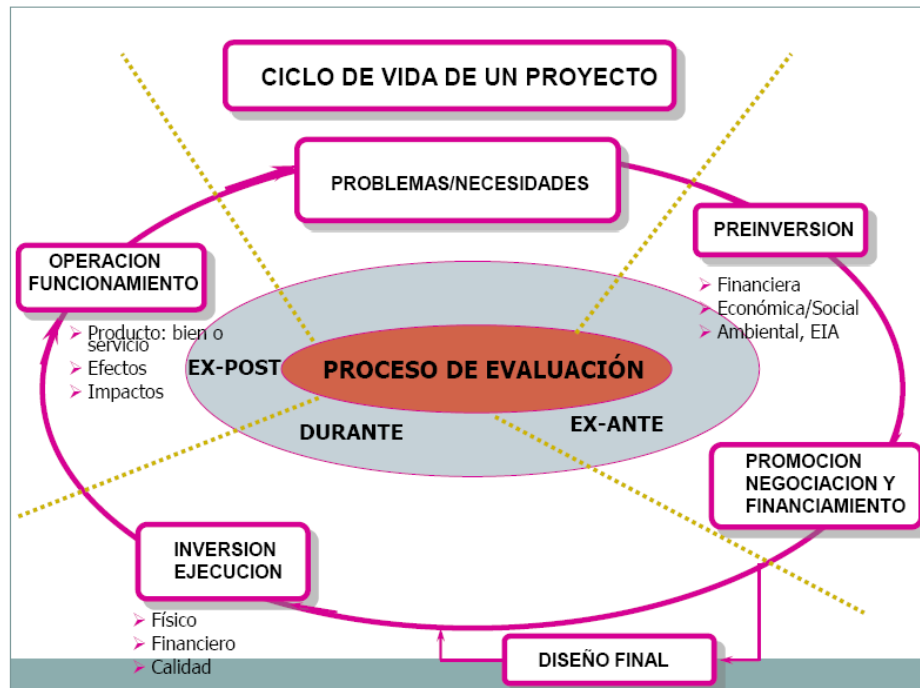 CICLO DE VIDA DE UN PROYECTO
PROBLEMAS/NECESIDADES
PREINVERSION
Financiera
Económica/Social
Ambiental, EIA
OPERACION
FUNCIONAMIENTO
Producto: bien o
servicio
Efectos
Impactos
EX-POST
PROCESO DE EVALUACIÓN
DURANTE
EX-ANTE
PROMOCION
NEGOCIACION Y
FINANCIAMIENTO
INVERSION
EJECUCION
Físico
Financiero
Calidad
DISEÑO FINAL